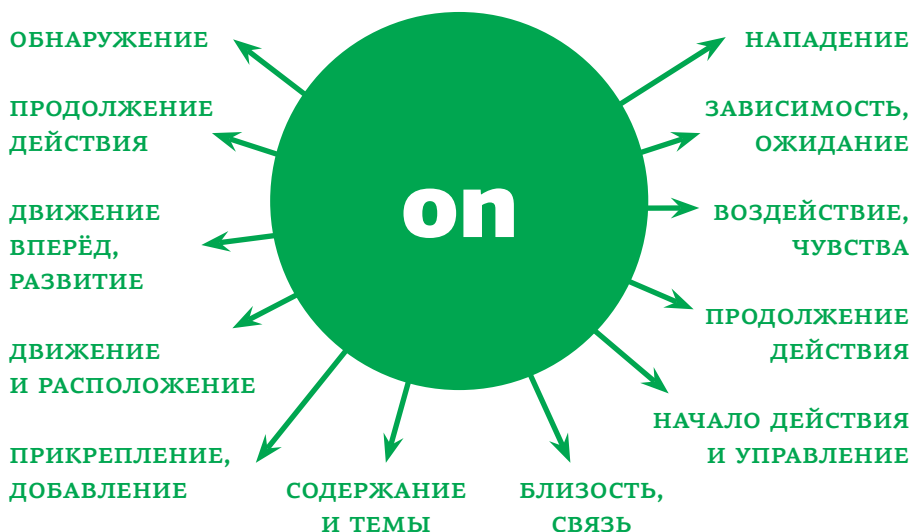 ОБНАРУЖЕНИЕ
ПРОДОЛЖЕНИЕ
ДЕЙСТВИЯ
ДВИЖЕНИЕ
ВПЕРЁД,
РАЗВИТИЕ
ДВИЖЕНИЕ
И РАСПОЛОЖЕНИЕ
ПРИКРЕПЛЕНИЕ,
ДОБАВЛЕНИЕ
on
СОДЕРЖАНИЕ
И ТЕМЫ
БЛИЗОСТЬ,
СВЯЗЬ
НАПАДЕНИЕ
ЗАВИСИМОСТЬ,
ОЖИДАНИЕ
ВОЗДЕЙСТВИЕ,
ЧУВСТВА
ПРОДОЛЖЕНИЕ
ДЕЙСТВИЯ
НАЧАЛО ДЕЙСТВИЯ
И УПРАВЛЕНИЕ